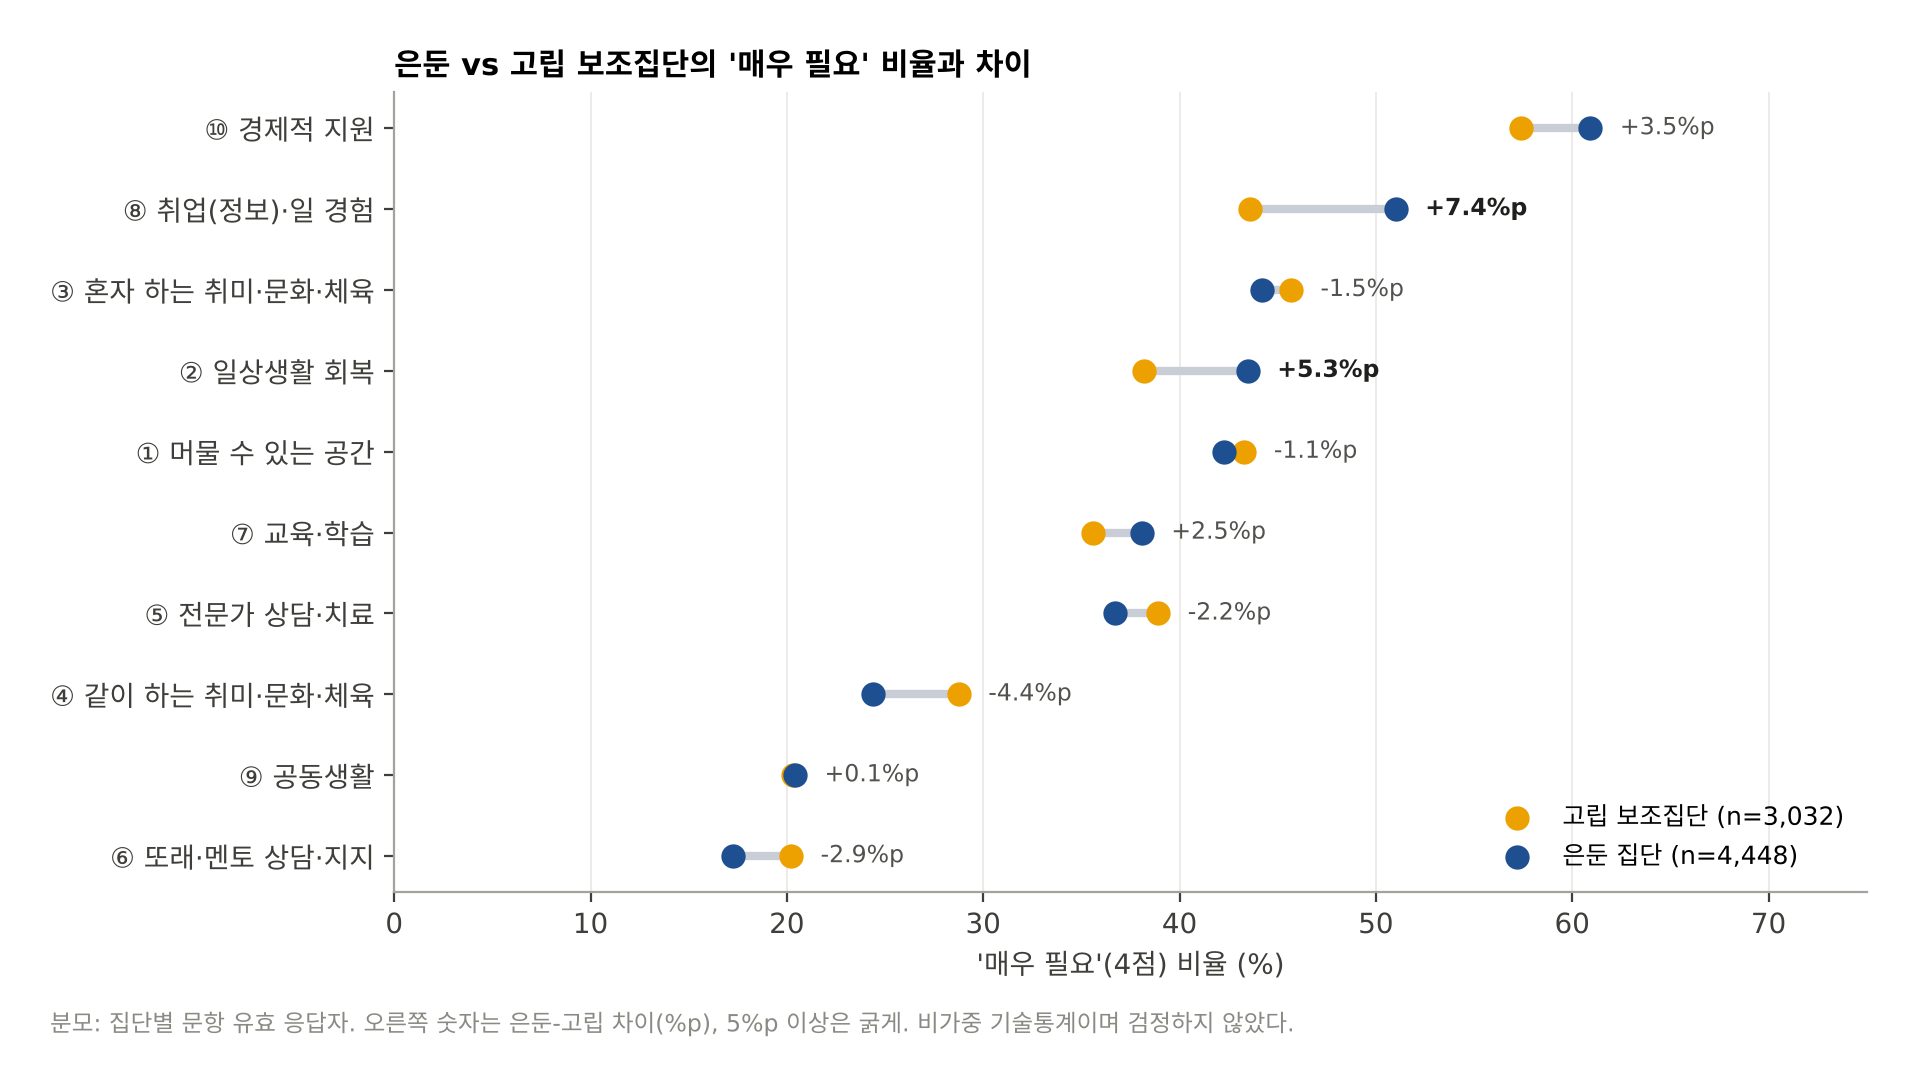 은둔 vs 고립 보조집단의 '매우 필요' 비율과 차이
⑩ 경제적 지원 +3.5%p
⑧ 취업(정보)·일 경험 +7.4%p
③ 혼자 하는 취미·문화·체육 -1.5%p
② 일상생활 회복 +5.3%p
① 머물 수 있는 공간 -1.1%p
⑦ 교육·학습 +2.5%p
⑤ 전문가 상담·치료 -2.2%p
④ 같이 하는 취미·문화·체육 -4.4%p
⑨ 공동생활 +0.1%p
⑥ 또래·멘토 상담·지지 -2.9%p
고립 보조집단 (n=3,032)
은둔 집단 (n=4,448)
0 10 20 30 40 50 60 70
'매우 필요'(4점) 비율 (%)
분모: 집단별 문항 유효 응답자. 오른쪽 숫자는 은둔-고립 차이(%p), 5%p 이상은 굵게. 비가중 기술통계이며 검정하지 않았다.